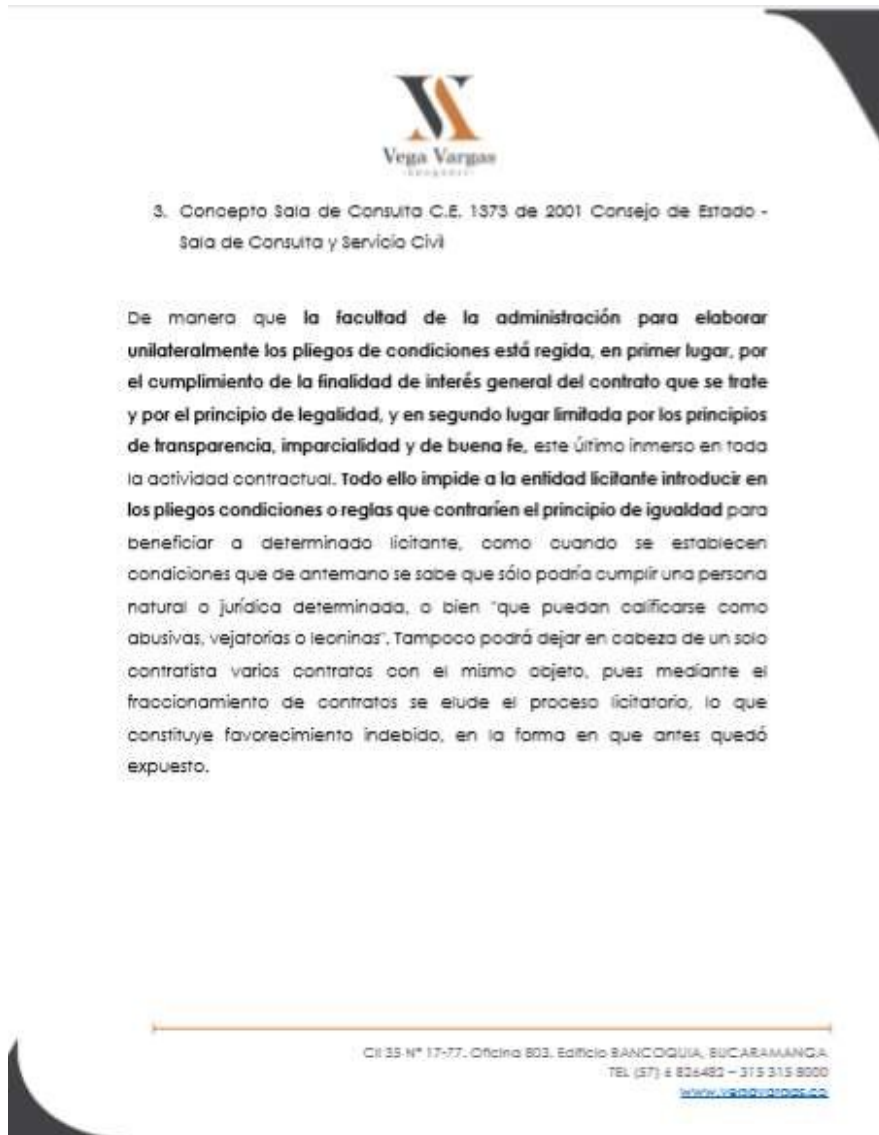 Vega Vargas
3. Concepto Sala de Consulta C.E. 1373 de 2001 Consejo de Estado -
Sala de Consulta y Servicio Civil
De manera que la facultad de la administración para elaborar
unilateralmente los pliegos de condiciones está regida, en primer lugar, por
el cumplimiento de la finalidad de interés general del contrato que se trate
y por el principio de legalidad, y en segundo lugar limitada por los principios
de transparencia, imparcialidad y de buena fe, este último inmerso en toda
la actividad contractual. Todo ello impide a la entidad licitante introducir en
los pliegos condiciones o reglas que contraríen el principio de igualdad para
beneficiar a determinado licitante, como cuando se establecen
condiciones que de antemano se sabe que sólo podría cumplir una persona
natural o jurídica determinada, o bien "que puedan calificarse como
abusivas, vejatorias o leoninas". Tampoco podrá dejar en cabeza de un solo
contratista varios contratos con el mismo objeto, pues mediante el
fraccionamiento de contratos se elude el proceso licitatorio, lo que
constituye favorecimiento indebido, en la forma en que antes quedó
expuesto.
Cll 35 N° 17-77. Oficina 803. Edificio BANCOQUIA, BUCARAMANGA
TEL (57) 6 826482 – 315 315 8000
www.vegavargas.co